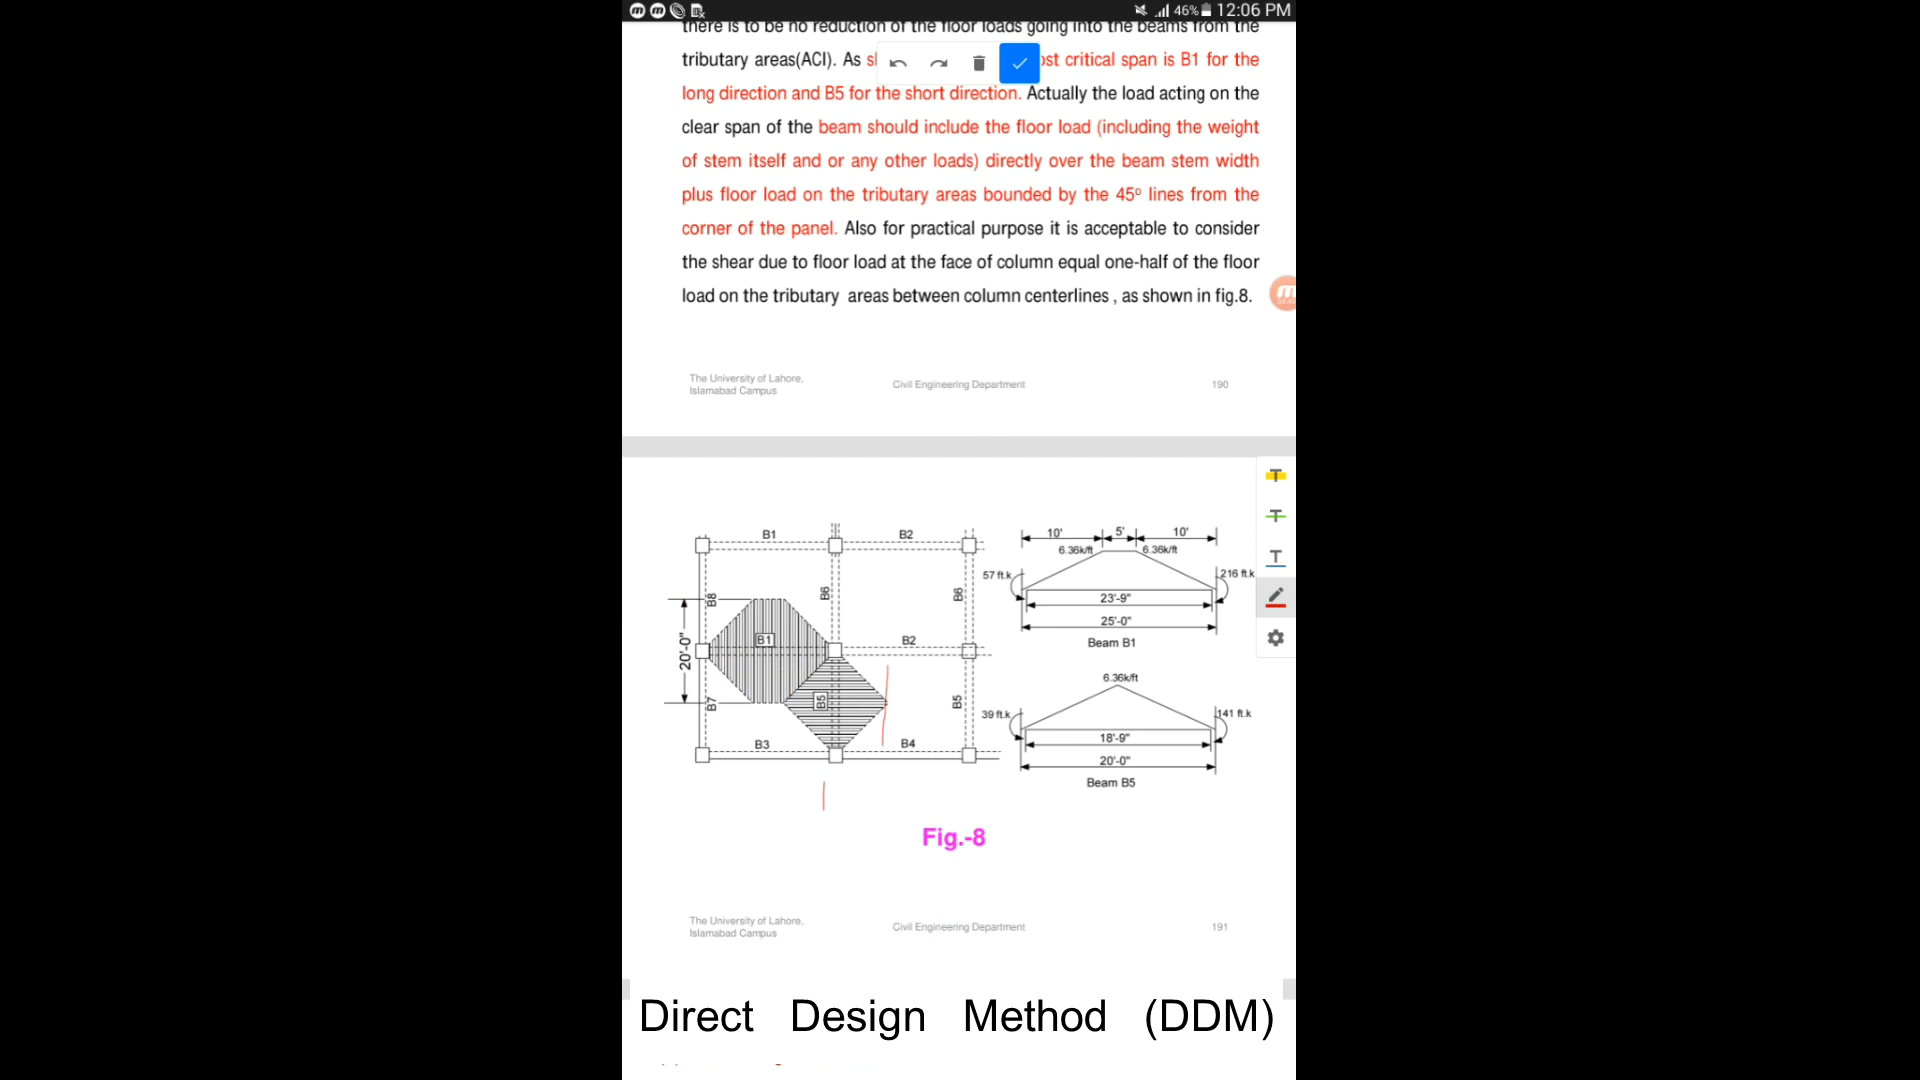 46% 12:06 PM
there is to be no reduction of the floor loads going into the beams from the
tributary areas(ACI). As
ost critical span is B1 for the
long direction and B5 for the short direction. Actually the load acting on the
clear span of the beam should include the floor load (including the weight
of stem itself and or any other loads) directly over the beam stem width
plus floor load on the tributary areas bounded by the 45º lines from the
corner of the panel. Also for practical purpose it is acceptable to consider
the shear due to floor load at the face of column equal one-half of the floor
load on the tributary areas between column centerlines , as shown in fig.8.
The University of Lahore,
Islamabad Campus
Civil Engineering Department
190
B1
B2
B8
B6
B6
B1
B2
20'-0"
B7
B5
B5
B3
B4
10'
5'
10'
6.36k/ft
6.36k/ft
57 ft.k
216 ft.k
23'-9"
25'-0"
Beam B1
6.36k/ft
39 ft.k
141 ft.k
18'-9"
20'-0"
Beam B5
Fig.-8
The University of Lahore,
Islamabad Campus
Civil Engineering Department
191
Direct Design Method (DDM)